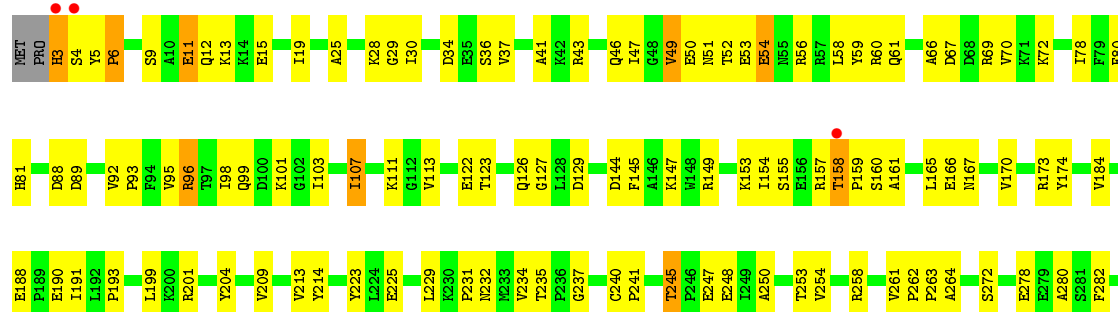 MET PRO H3 S4 Y5 P6 S9 A10 E11 Q12 K13 K14 E15 I19 A25 K28 G29 I30 D34 E35 S36 V37 A41 K42 R43 Q46 I47 G48 V49 E50 N51 T52 E53 E54 N55 R56 R57 L58 Y59 R60 Q61 A66 D67 D68 R69 V70 K71 K72 I78 F79
H81 D88 D89 V92 P93 F94 V95 R96 T97 I98 Q99 D100 K101 G102 I103 I107 K111 G112 V113 E122 T123 Q126 G127 L128 D129 D144 F145 A146 K147 W148 R149 K153 I154 S155 E156 R157 T158 P159 S160 A161 L165 E166 N167 V170 R173 Y174 V184
E188 P189 E190 I191 L192 P193 L199 K200 R201 Y204 V209 V213 Y214 Y223 L224 E225 L229 K230 P231 N232 M233 V234 T235 P236 G237 C240 P241 T245 P246 E247 E248 I249 A250 T253 V254 R258 V261 P262 P263 A264 S272 E278 E279 A280 S281 F282